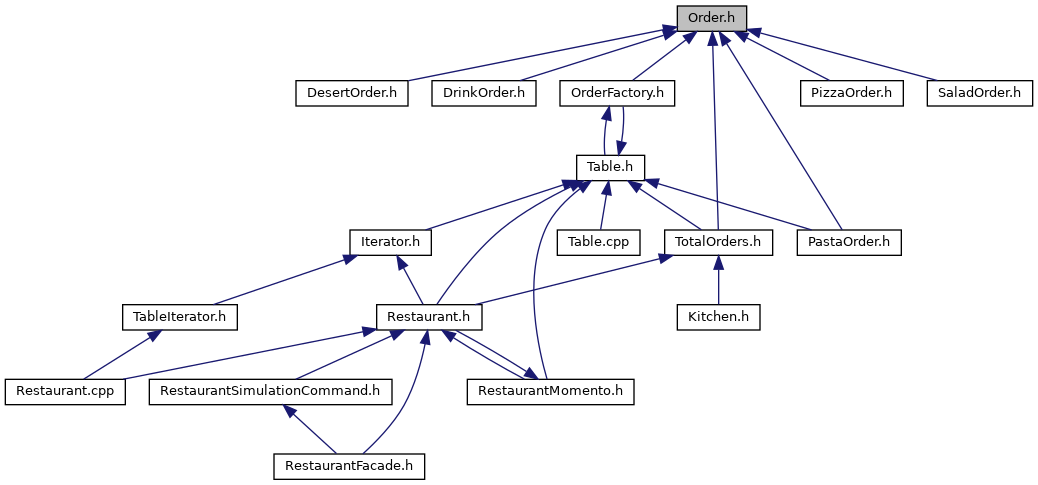 Order.h
DesertOrder.h
DrinkOrder.h
OrderFactory.h
PizzaOrder.h
SaladOrder.h
Table.h
Iterator.h
Table.cpp
TotalOrders.h
PastaOrder.h
TableIterator.h
Restaurant.h
Kitchen.h
Restaurant.cpp
RestaurantSimulationCommand.h
RestaurantMomento.h
RestaurantFacade.h